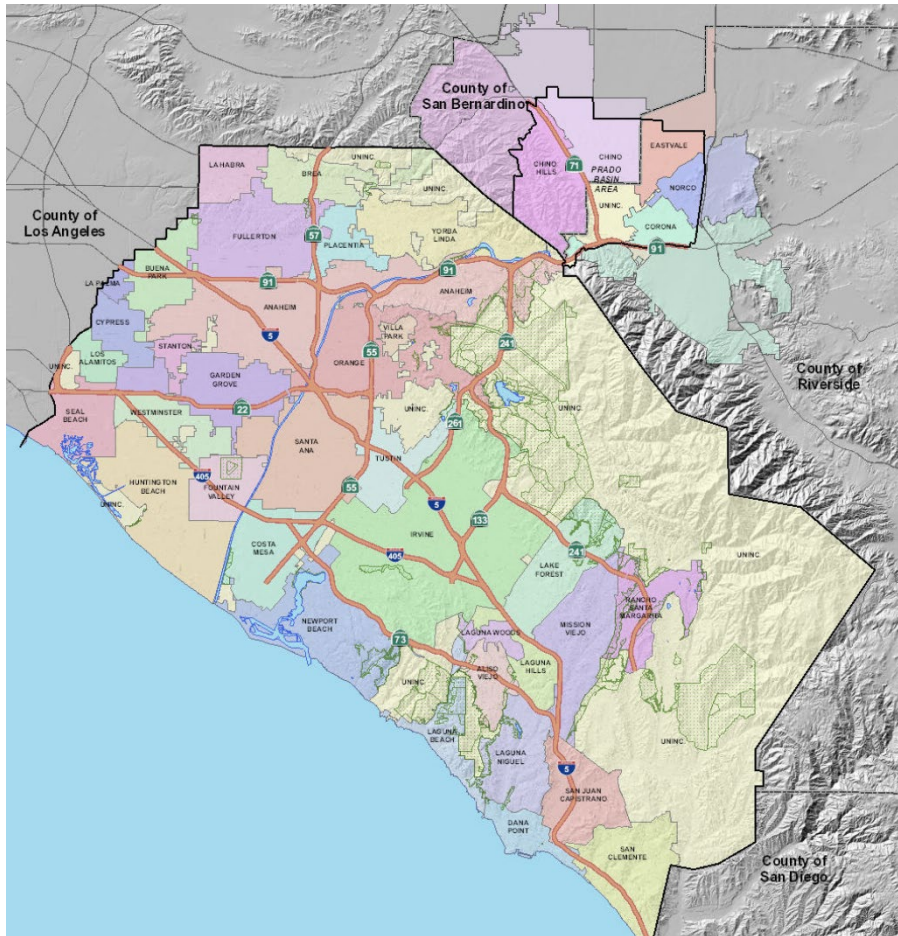 County of
San Bernardino
UNINC.
LA HABRA
BREA
UNINC.
EASTVALE
CHINO
CHINO
HILLS
71
PRADO
BASIN
AREA
NORCO
UNINC.
CORONA
91
County of
Los Angeles
FULLERTON
57
PLACENTIA
YORBA
LINDA
BUENA
PARK
91
91
ANAHEIM
LA PALMA
ANAHEIM
CYPRESS
5
STANTON
VILLA
PARK
ORANGE
55
241
LOS
ALAMITOS
UNINC.
GARDEN
GROVE
County of
Riverside
22
WESTMINSTER
SEAL
BEACH
UNINC.
261
UNINC.
SANTA
ANA
TUSTIN
405
HUNTINGTON
BEACH
FOUNTAIN
VALLEY
55
5
UNINC.
133
IRVINE
COSTA
MESA
405
241
LAKE
FOREST
UNINC.
RANCHO
SANTA
MARGARITA
NEWPORT
BEACH
73
LAGUNA WOODS
MISSION
VIEJO
ALISO
VIEJO
LAGUNA
HILLS
UNINC.
LAGUNA
BEACH
LAGUNA
NIGUEL
UNINC.
5
SAN JUAN
CAPISTRANO
DANA
POINT
SAN
CLEMENTE
County of
San Diego